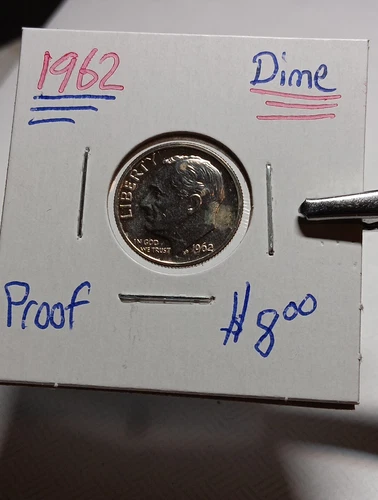 1962 Dime
LIBERTY
IN GOD
WE TRUST
1962
Proof $8.00